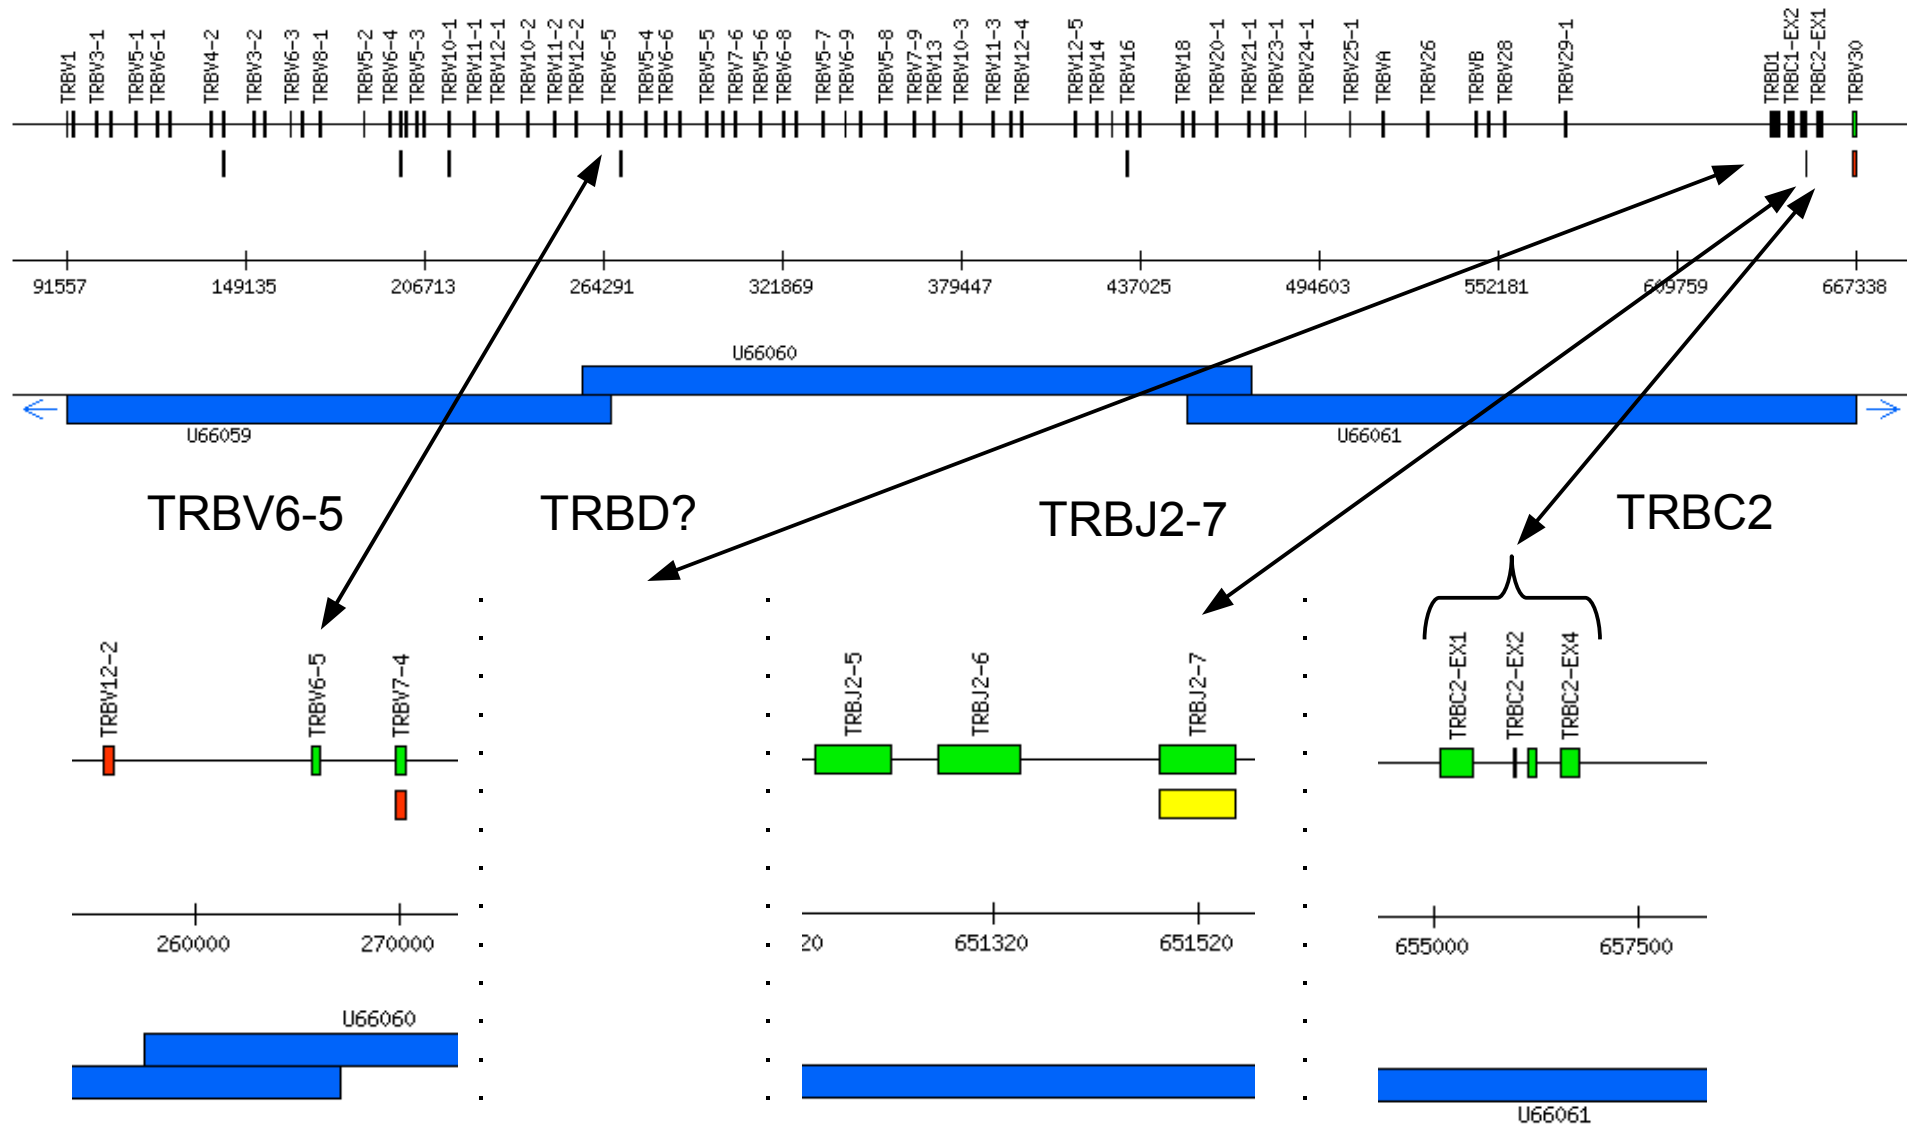 TRBV1
TRBV3-1
TRBV5-1
TRBV6-1
TRBV4-2
TRBV3-2
TRBV6-3
TRBV8-1
TRBV5-2
TRBV6-4
TRBV5-3
TRBV10-1
TRBV11-1
TRBV12-1
TRBV10-2
TRBV11-2
TRBV12-2
TRBV6-5
TRBV5-4
TRBV6-6
TRBV5-5
TRBV7-6
TRBV5-6
TRBV6-8
TRBV5-7
TRBV6-9
TRBV5-8
TRBV7-9
TRBV13
TRBV10-3
TRBV11-3
TRBV12-4
TRBV12-5
TRBV14
TRBV16
TRBV18
TRBV20-1
TRBV21-1
TRBV23-1
TRBV24-1
TRBV25-1
TRBVA
TRBV26
TRBVB
TRBV28
TRBV29-1
TRBD1
TRBC1-EX2
TRBC2-EX1
TRBV30
91557 149135 206713 264291 321869 379447 437025 494603 552181 609759 667338
U66060
U66059
U66061
TRBV6-5 TRBD? TRBJ2-7 TRBC2
TRBV12-2
TRBV6-5
TRBV7-4
TRBJ2-5
TRBJ2-6
TRBJ2-7
TRBC2-EX1
TRBC2-EX2
TRBC2-EX4
260000 270000
20 651320 651520
655000 657500
U66060
U66061